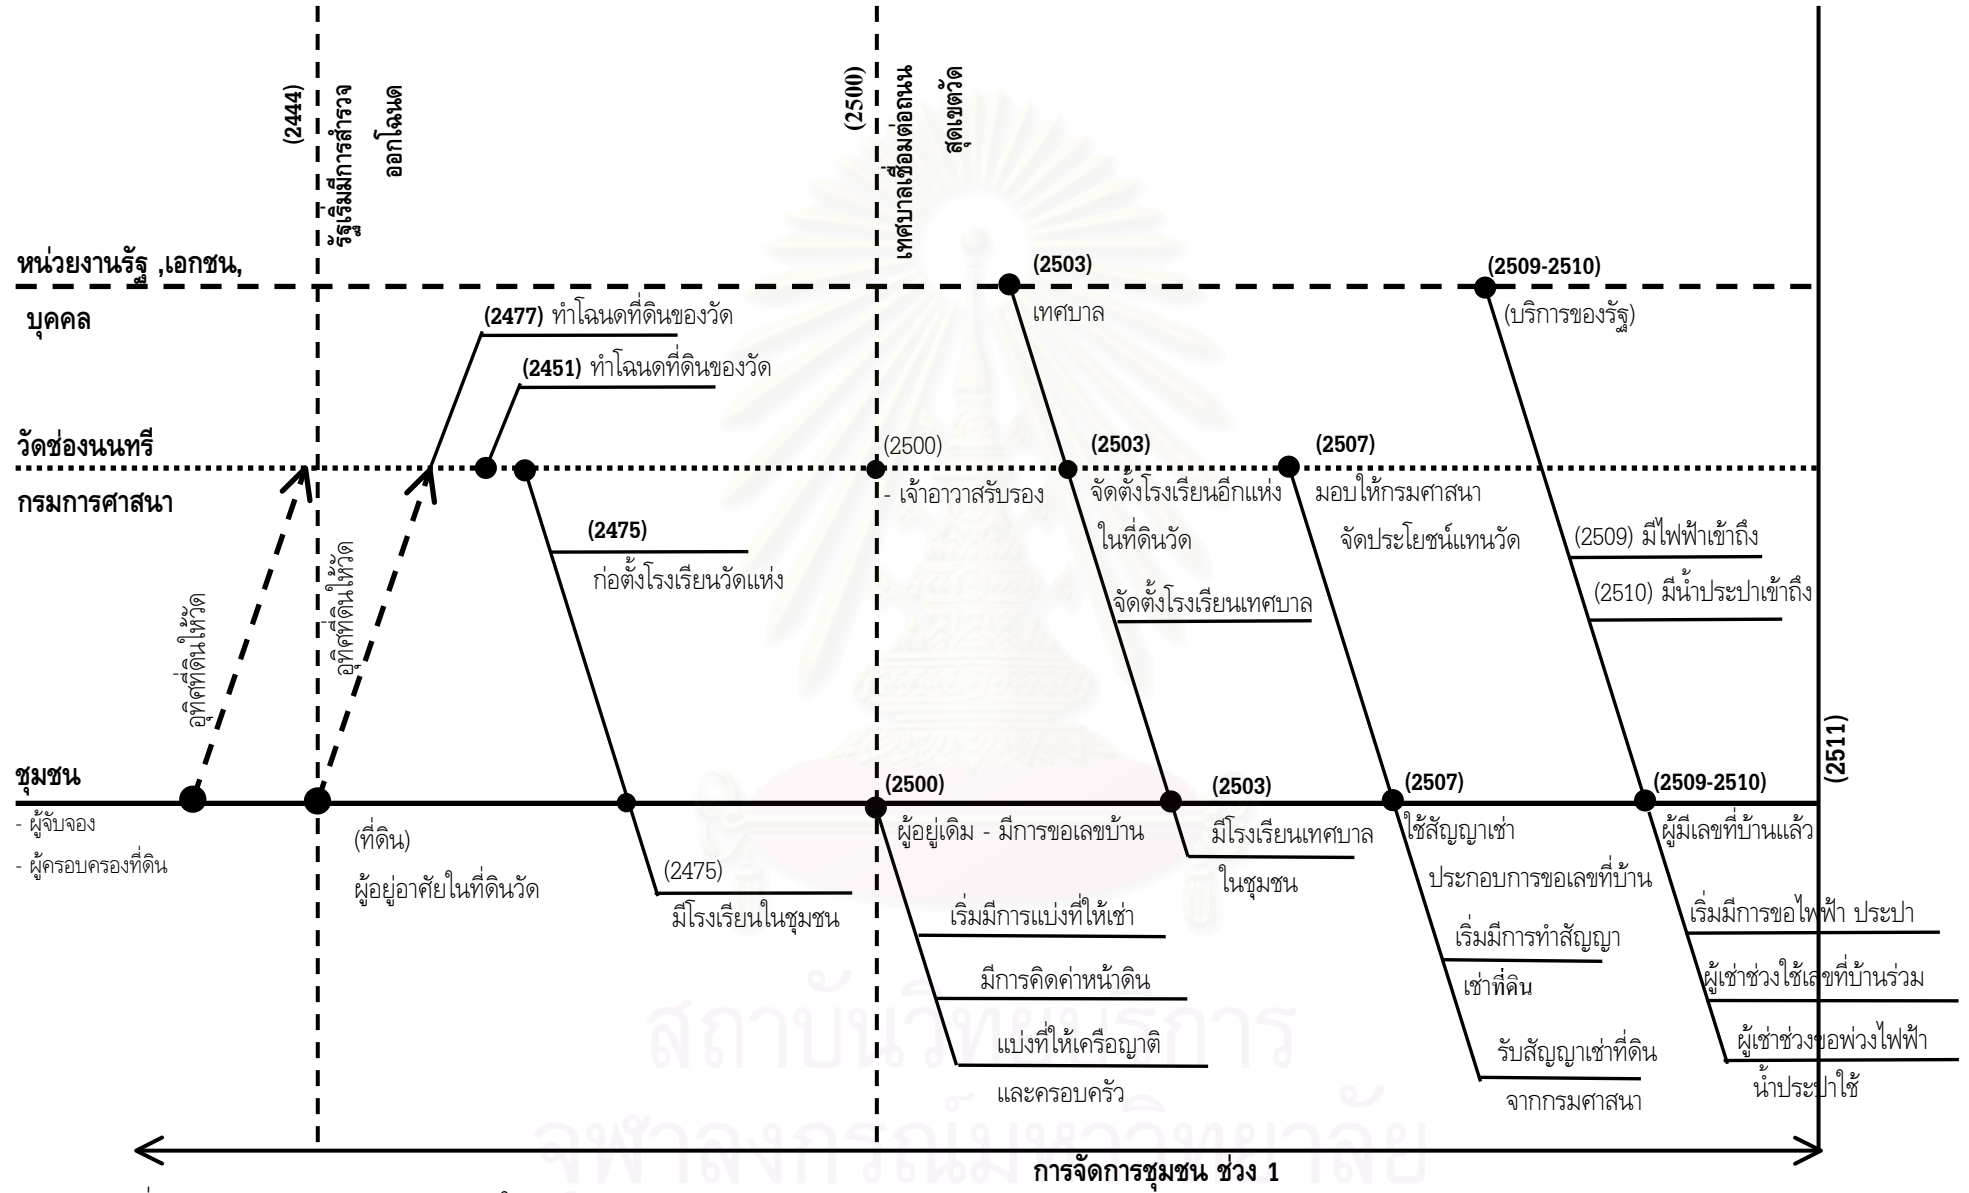 (2444)
รัฐเริ่มมีการสำรวจ
ออกโฉนด
(2500)
เทศบาลเชื่อมต่อถนน
สุดเขตวัด
หน่วยงานรัฐ ,เอกชน,
บุคคล
(2503)
เทศบาล
(2509-2510)
(บริการของรัฐ)
(2477) ทำโฉนดที่ดินของวัด
(2451) ทำโฉนดที่ดินของวัด
วัดช่องนนทรี
กรมการศาสนา
(2500)
- เจ้าอาวาสรับรอง
(2503)
จัดตั้งโรงเรียนอีกแห่ง
ในที่ดินวัด
จัดตั้งโรงเรียนเทศบาล
(2507)
มอบให้กรมศาสนา
จัดประโยชน์แทนวัด
(2509) มีไฟฟ้าเข้าถึง
(2510) มีน้ำประปาเข้าถึง
(2475)
ก่อตั้งโรงเรียนวัดแห่ง
อุทิศที่ดินให้วัด
อุทิศที่ดินให้วัด
(2511)
ชุมชน
- ผู้จับจอง
- ผู้ครอบครองที่ดิน
(ที่ดิน)
ผู้อยู่อาศัยในที่ดินวัด
(2475)
มีโรงเรียนในชุมชน
(2500)
ผู้อยู่เดิม - มีการขอเลขบ้าน
เริ่มมีการแบ่งที่ให้เช่า
มีการคิดค่าหน้าดิน
แบ่งที่ให้เครือญาติ
และครอบครัว
(2503)
มีโรงเรียนเทศบาล
ในชุมชน
(2507)
ใช้สัญญาเช่า
ประกอบการขอเลขที่บ้าน
เริ่มมีการทำสัญญา
เช่าที่ดิน
รับสัญญาเช่าที่ดิน
จากกรมศาสนา
(2509-2510)
ผู้มีเลขที่บ้านแล้ว
เริ่มมีการขอไฟฟ้า ประปา
ผู้เช่าช่วงใช้เลขที่บ้านร่วม
ผู้เช่าช่วงขอพ่วงไฟฟ้า
น้ำประปาใช้
สถาบันวิทยบริการ
จุฬาลงกรณ์มหาวิทยาลัย
การจัดการชุมชน ช่วง 1